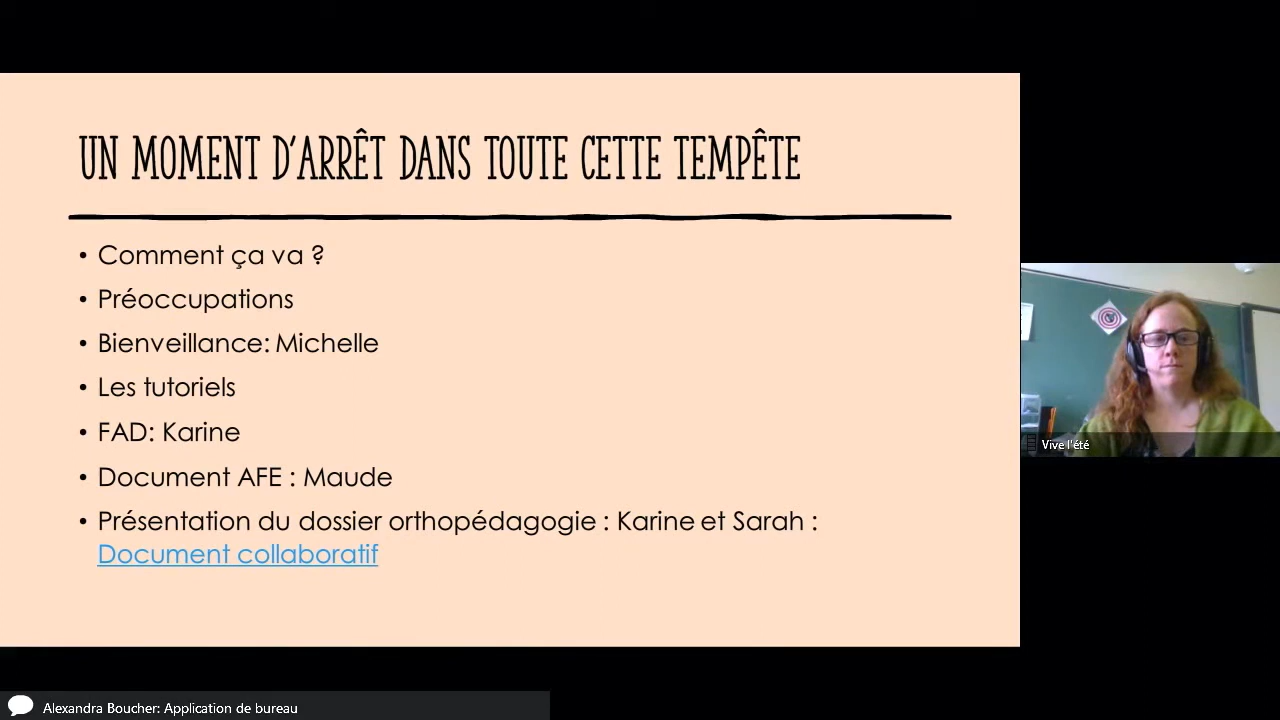 UN MOMENT D'ARRÊT DANS TOUTE CETTE TEMPÊTE
• Comment ça va ?
• Préoccupations
• Bienveillance: Michelle
• Les tutoriels
• FAD: Karine
• Document AFE : Maude
• Présentation du dossier orthopédagogie : Karine et Sarah :
Document collaboratif
Vive l'été
Alexandra Boucher: Application de bureau